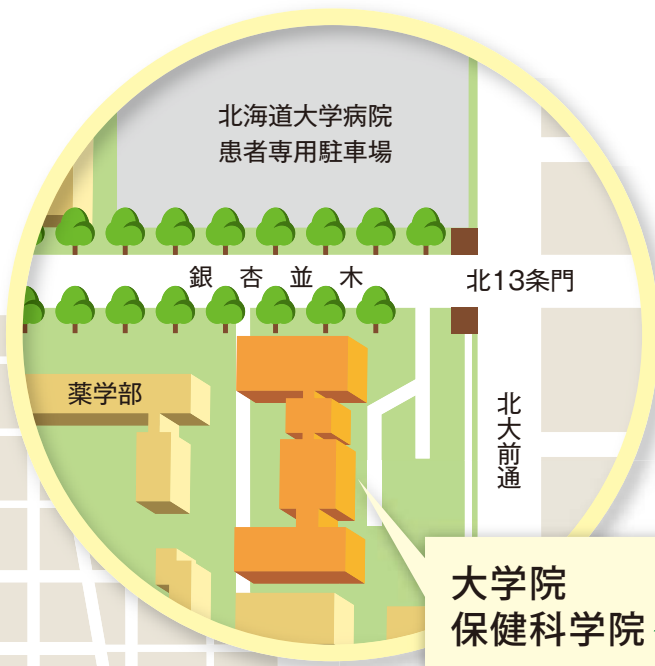 北海道大学病院
患者専用駐車場
銀杏並木
北13条門
薬学部
北大前通
大学院
保健科学院